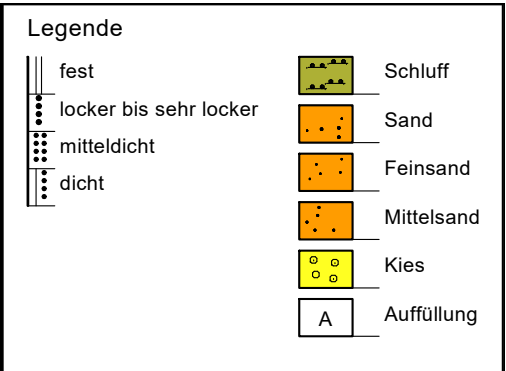 Legende
fest
locker bis sehr locker
mitteldicht
dicht
Schluff
Sand
Feinsand
Mittelsand
Kies
A Auffüllung